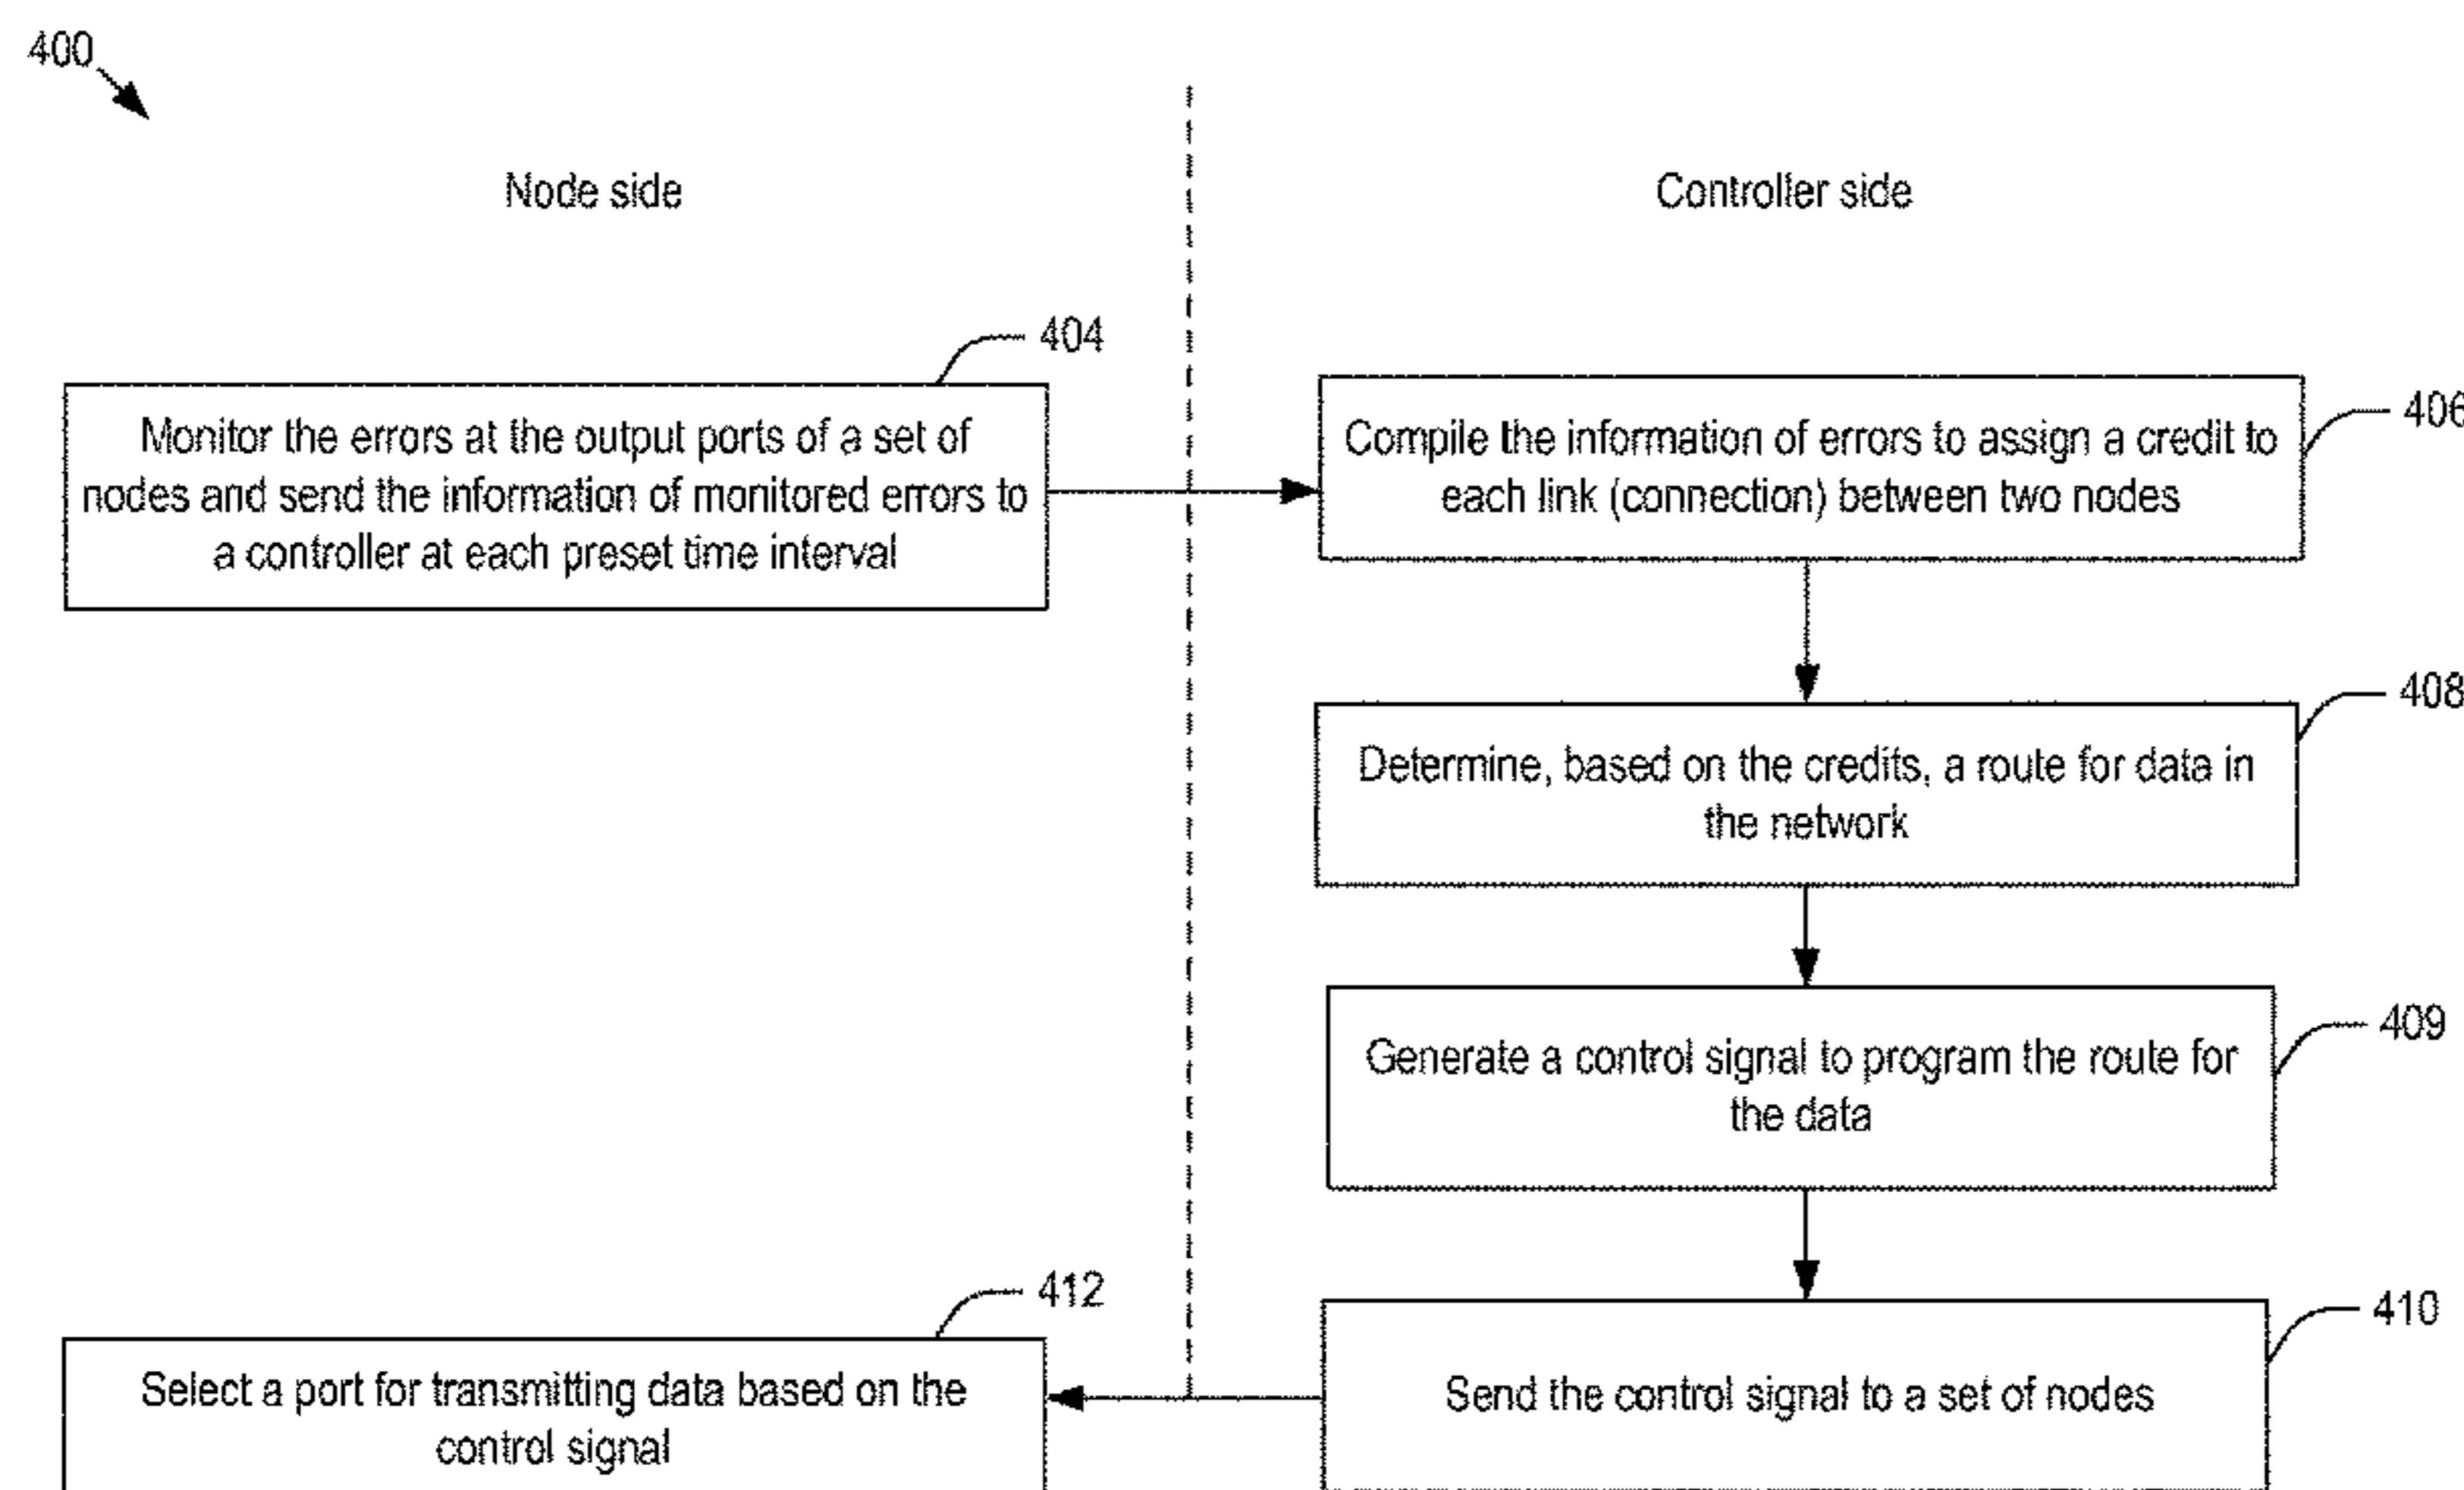 400
Node side
Controller side
404
Monitor the errors at the output ports of a set of
nodes and send the information of monitored errors to
a controller at each preset time interval
406
Compile the information of errors to assign a credit to
each link (connection) between two nodes
408
Determine, based on the credits, a route for data in
the network
409
Generate a control signal to program the route for
the data
410
Send the control signal to a set of nodes
412
Select a port for transmitting data based on the
control signal